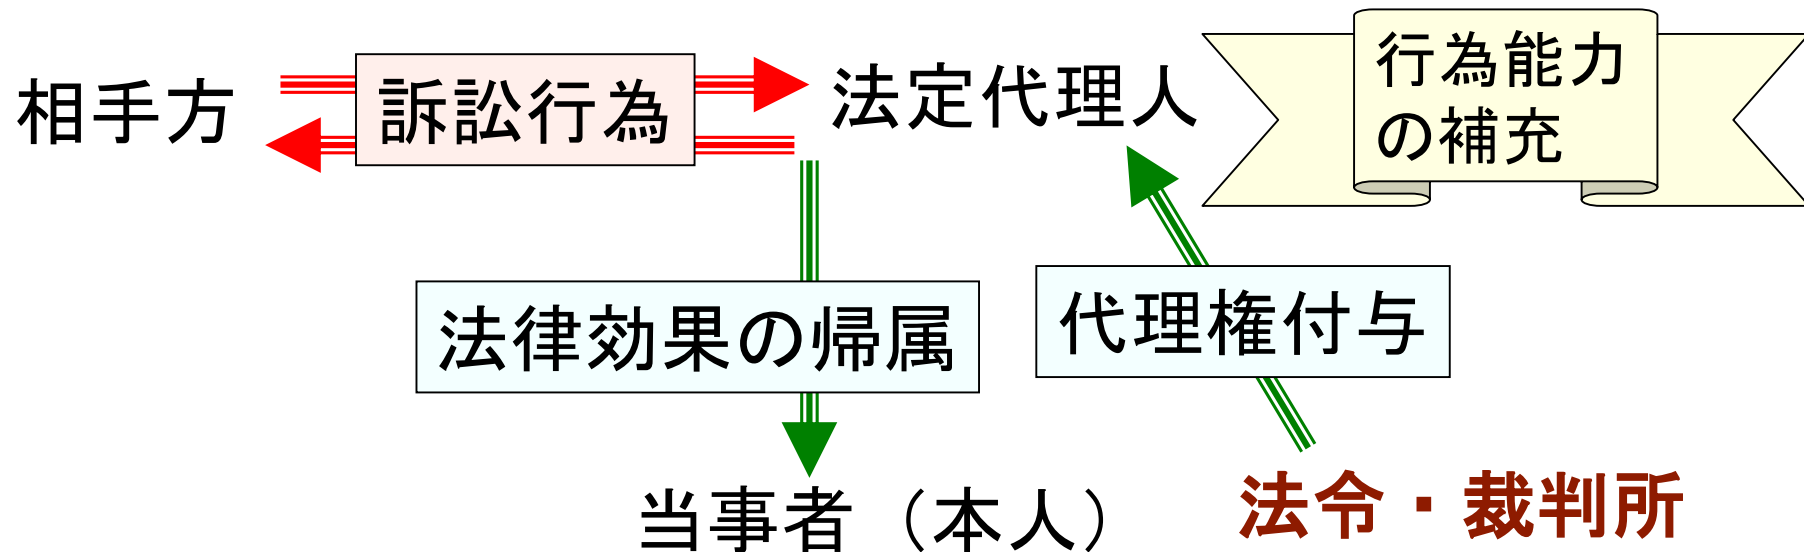 相手方
訴訟行為
法定代理人
行為能力
の補充
法律効果の帰属
代理権付与
当事者（本人）
法令・裁判所